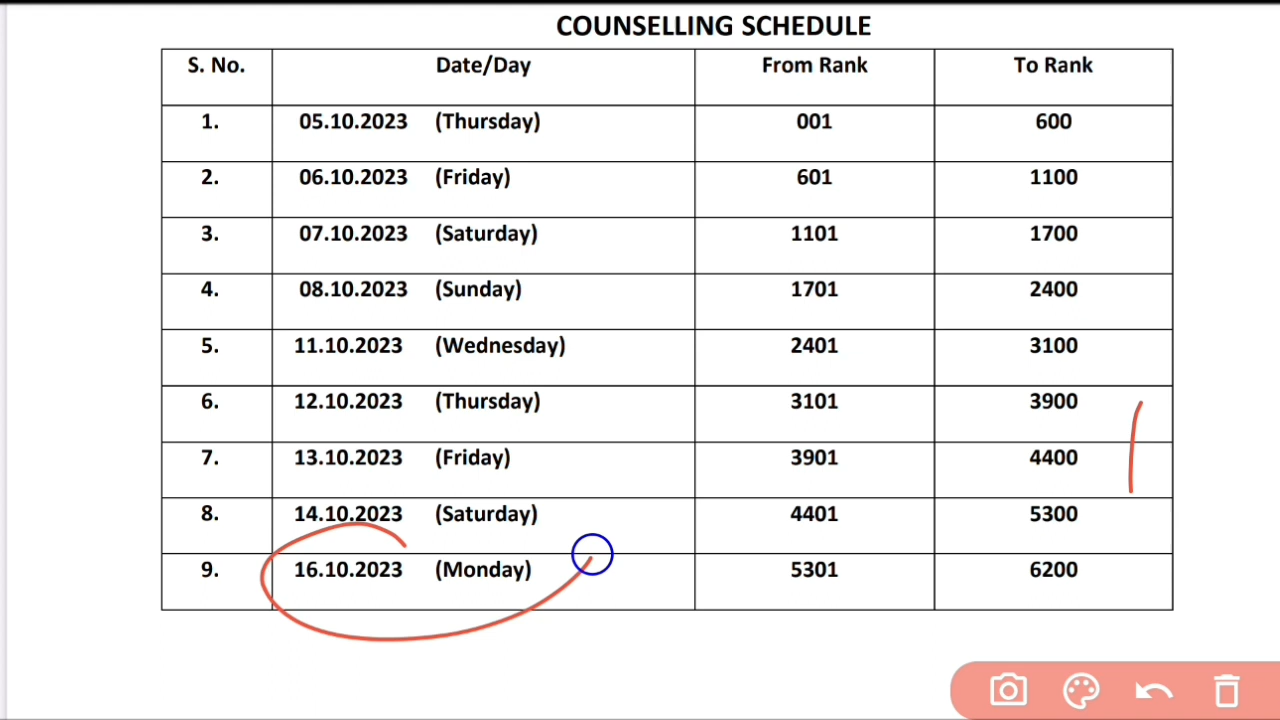 COUNSELLING SCHEDULE
S. No. Date/Day From Rank To Rank
1. 05.10.2023 (Thursday) 001 600
2. 06.10.2023 (Friday) 601 1100
3. 07.10.2023 (Saturday) 1101 1700
4. 08.10.2023 (Sunday) 1701 2400
5. 11.10.2023 (Wednesday) 2401 3100
6. 12.10.2023 (Thursday) 3101 3900
7. 13.10.2023 (Friday) 3901 4400
8. 14.10.2023 (Saturday) 4401 5300
9. 16.10.2023 (Monday) 5301 6200